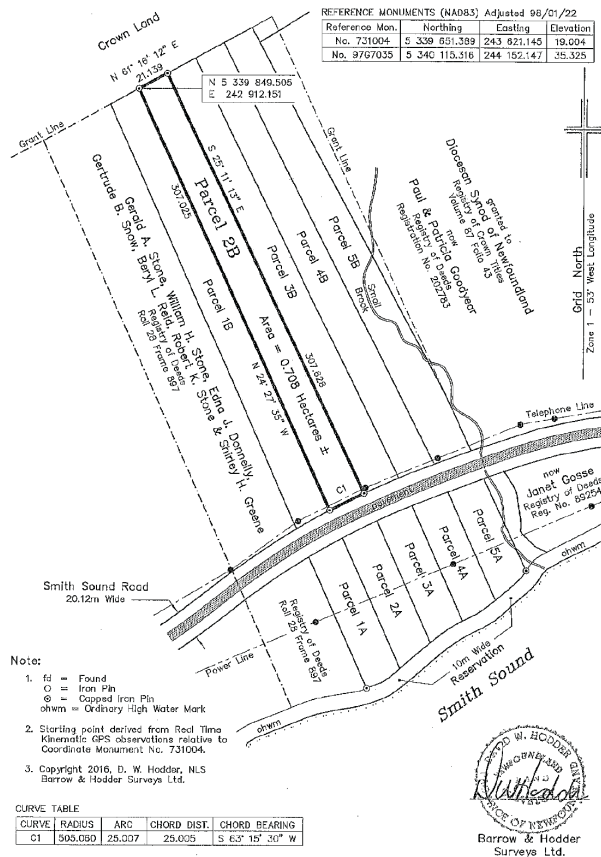 REFERENCE MONUMENTS (NAD83) Adjusted 98/01/22
Reference Mon. Northing Easting Elevation
No. 731004 5 339 651.389 243 621.145 19.004
No. 97G7035 5 340 115.316 244 152.147 35.325
Crown Land
N 61° 16' 12" E
21.139
N 5 339 849.505
E 242 912.151
Grant Line
Grant Line
S 25° 11' 13" E
307.025
Parcel 2B
Parcel 1B
Parcel 3B
Parcel 4B
Parcel 5B
Area = 0.708 Hectares ±
307.628
N 24° 27' 35" W
Gerald A. Stone, William H. Stone, Edna J. Donnelly,
Gertrude B. Snow, Beryl L. Reid, Robert K. Stone & Shirley H. Greene
Registry of Deeds
Roll 28 Frame 897
Small
Brook
granted to
Diocesan Synod of Newfoundland
Registry of Crown Titles
Volume 87 Folio 43
now
Paul & Patricia Goodyear
Registry of Deeds
Registration No. 202783
Grid North
Zone 1 - 53° West Longitude
Telephone Line
C1
Pavement
now
Janet Gosse
Registry of Deeds
Reg. No. 89254
ohwm
Smith Sound Road
20.12m Wide
Parcel 1A
Parcel 2A
Parcel 3A
Parcel 4A
Parcel 5A
Registry of Deeds
Roll 28 Frame 897
Power Line
10m Wide
Reservation
Smith Sound
ohwm
Note:
1. fd = Found
O = Iron Pin
⊙ = Capped Iron Pin
ohwm = Ordinary High Water Mark
2. Starting point derived from Real Time
Kinematic GPS observations relative to
Coordinate Monument No. 731004.
3. Copyright 2016, D. W. Hodder, NLS
Barrow & Hodder Surveys Ltd.
CURVE TABLE
CURVE RADIUS ARC CHORD DIST. CHORD BEARING
C1 505.060 25.007 25.005 S 63° 15' 30" W
W. HODDER
Barrow & Hodder
Surveys Ltd.